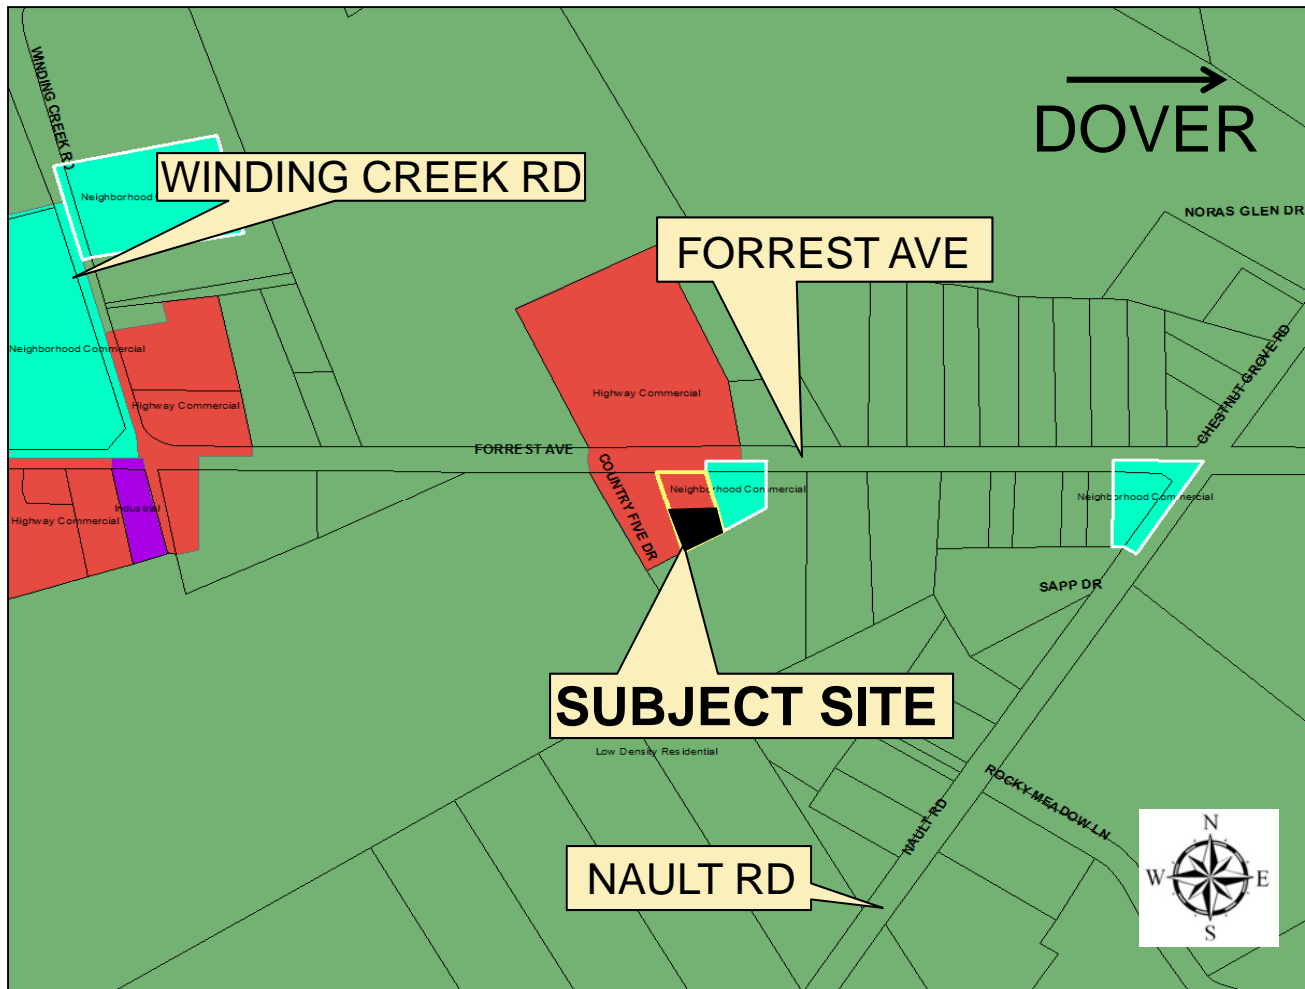 WINDING CREEK RD
DOVER
WINDING CREEK RD
Neighborhood
FORREST AVE
NORAS GLEN DR
CHESTNUT GROVE RD
Neighborhood Commercial
Highway Commercial
Highway Commercial
FORREST AVE
COUNTRY FIVE DR
Neighborhood Commercial
Neighborhood Commercial
Industrial
Highway Commercial
SAPP DR
SUBJECT SITE
Low Density Residential
ROCKY MEADOW LN
NAULT RD
NAULT RD
N
W E
S